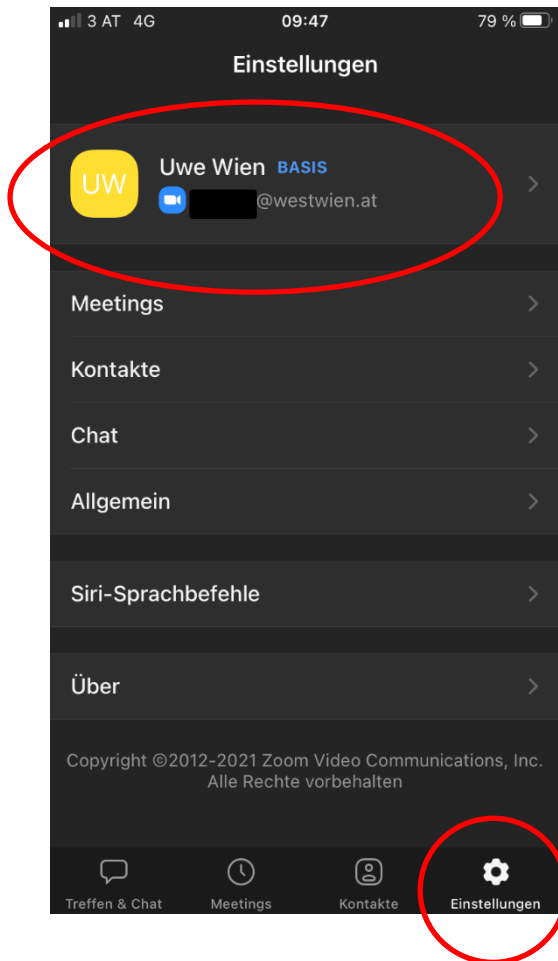 3 AT 4G 09:47 79 %
Einstellungen
UW
Uwe Wien BASIS
@westwien.at
Meetings
Kontakte
Chat
Allgemein
Siri-Sprachbefehle
Über
Copyright ©2012-2021 Zoom Video Communications, Inc.
Alle Rechte vorbehalten
Treffen & Chat Meetings Kontakte Einstellungen